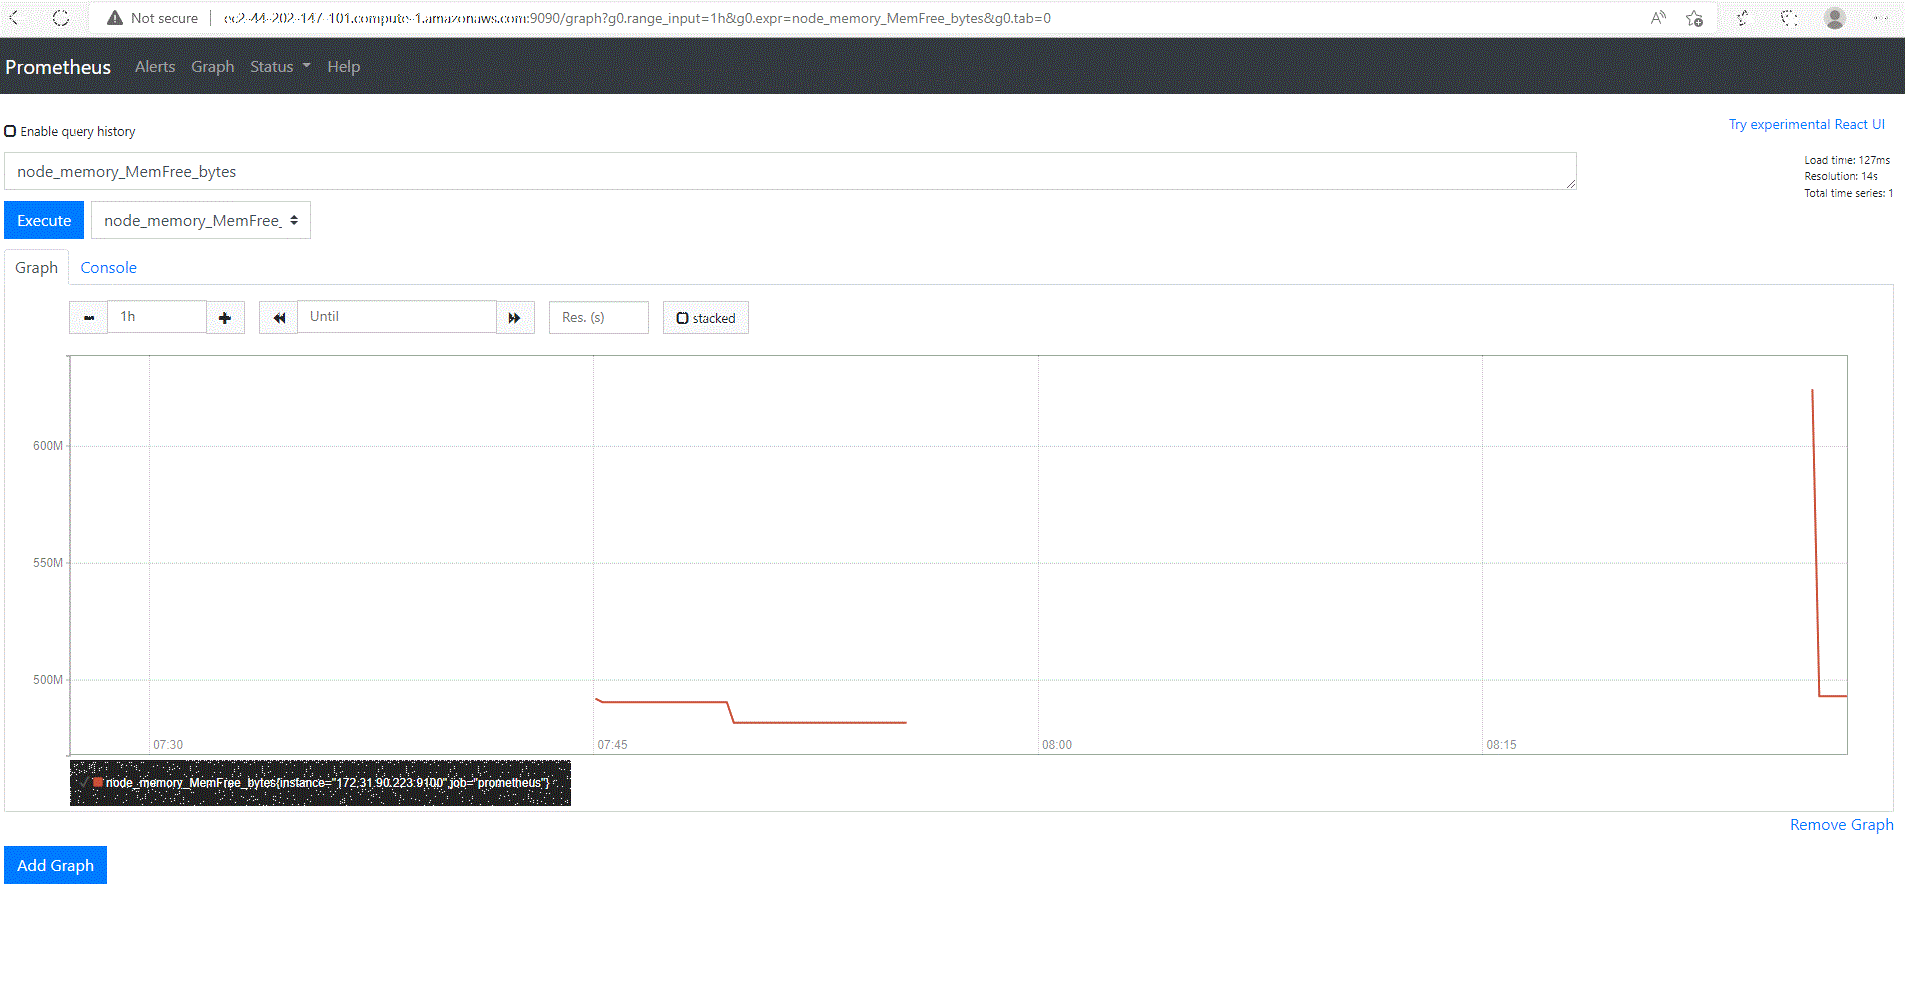 Not secure | ec2-44-202-147-101.compute-1.amazonaws.com:9090/graph?g0.range_input=1h&g0.expr=node_memory_MemFree_bytes&g0.tab=0
Prometheus Alerts Graph Status Help
Try experimental React UI
Enable query history
node_memory_MemFree_bytes
Load time: 127ms
Resolution: 14s
Total time series: 1
Execute node_memory_MemFree_
Graph Console
1h Until Res. (s) stacked
600M
550M
500M
07:30 07:45 08:00 08:15
node_memory_MemFree_bytes{instance="172.31.90.223:9100",job="prometheus"}
Remove Graph
Add Graph